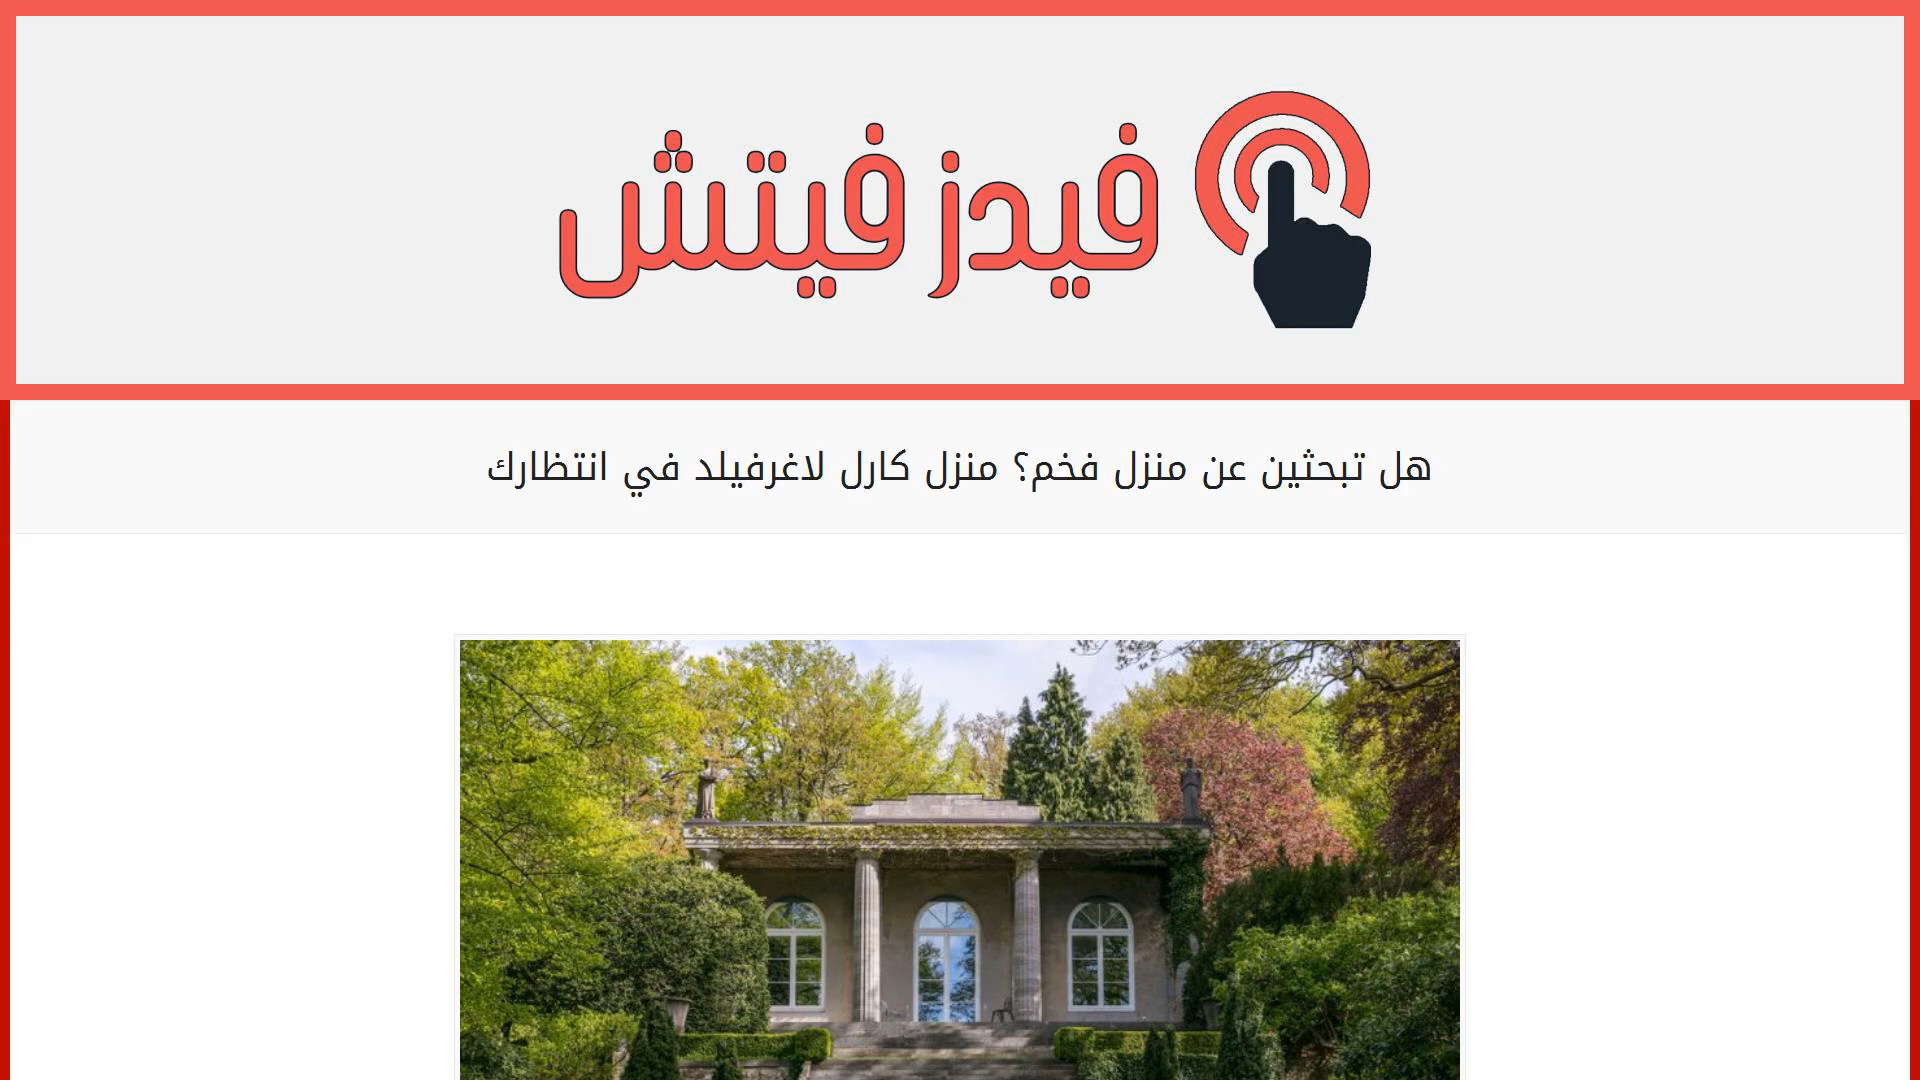 فيدز فيتش
هل تبحثين عن منزل فخم؟ منزل كارل لاغرفيلد في انتظارك